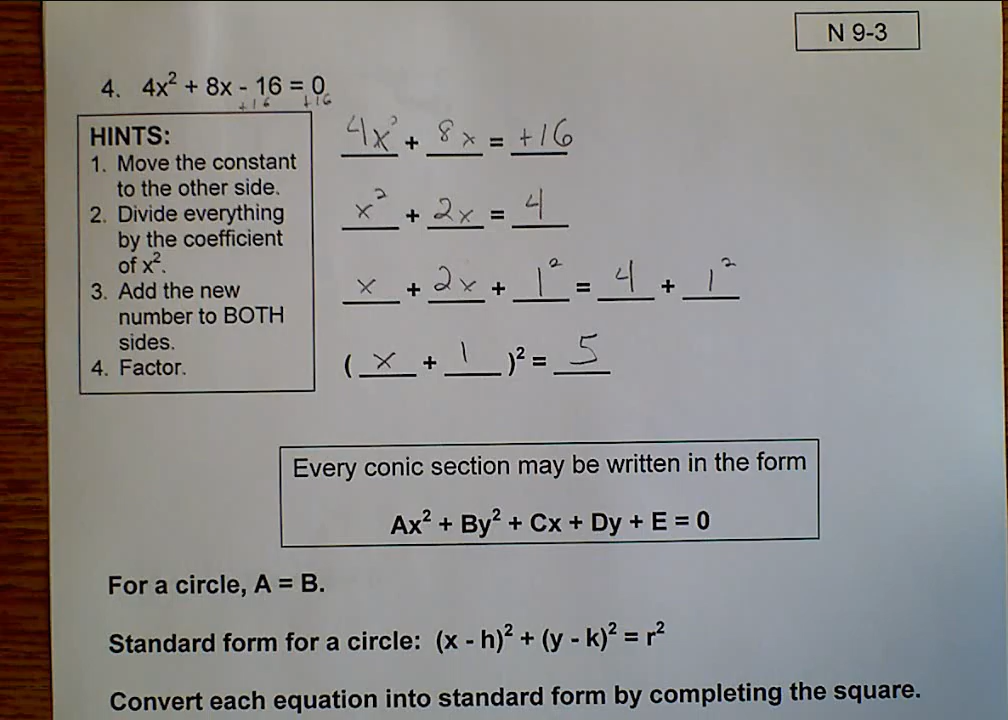 N 9-3
4. 4x² + 8x - 16 = 0
+16 +16
HINTS:
1. Move the constant
to the other side.
2. Divide everything
by the coefficient
of x².
3. Add the new
number to BOTH
sides.
4. Factor.
4x² + 8x = +16
x² + 2x = 4
x + 2x + 1² = 4 + 1²
( x + 1 )² = 5
Every conic section may be written in the form
Ax² + By² + Cx + Dy + E = 0
For a circle, A = B.
Standard form for a circle: (x - h)² + (y - k)² = r²
Convert each equation into standard form by completing the square.